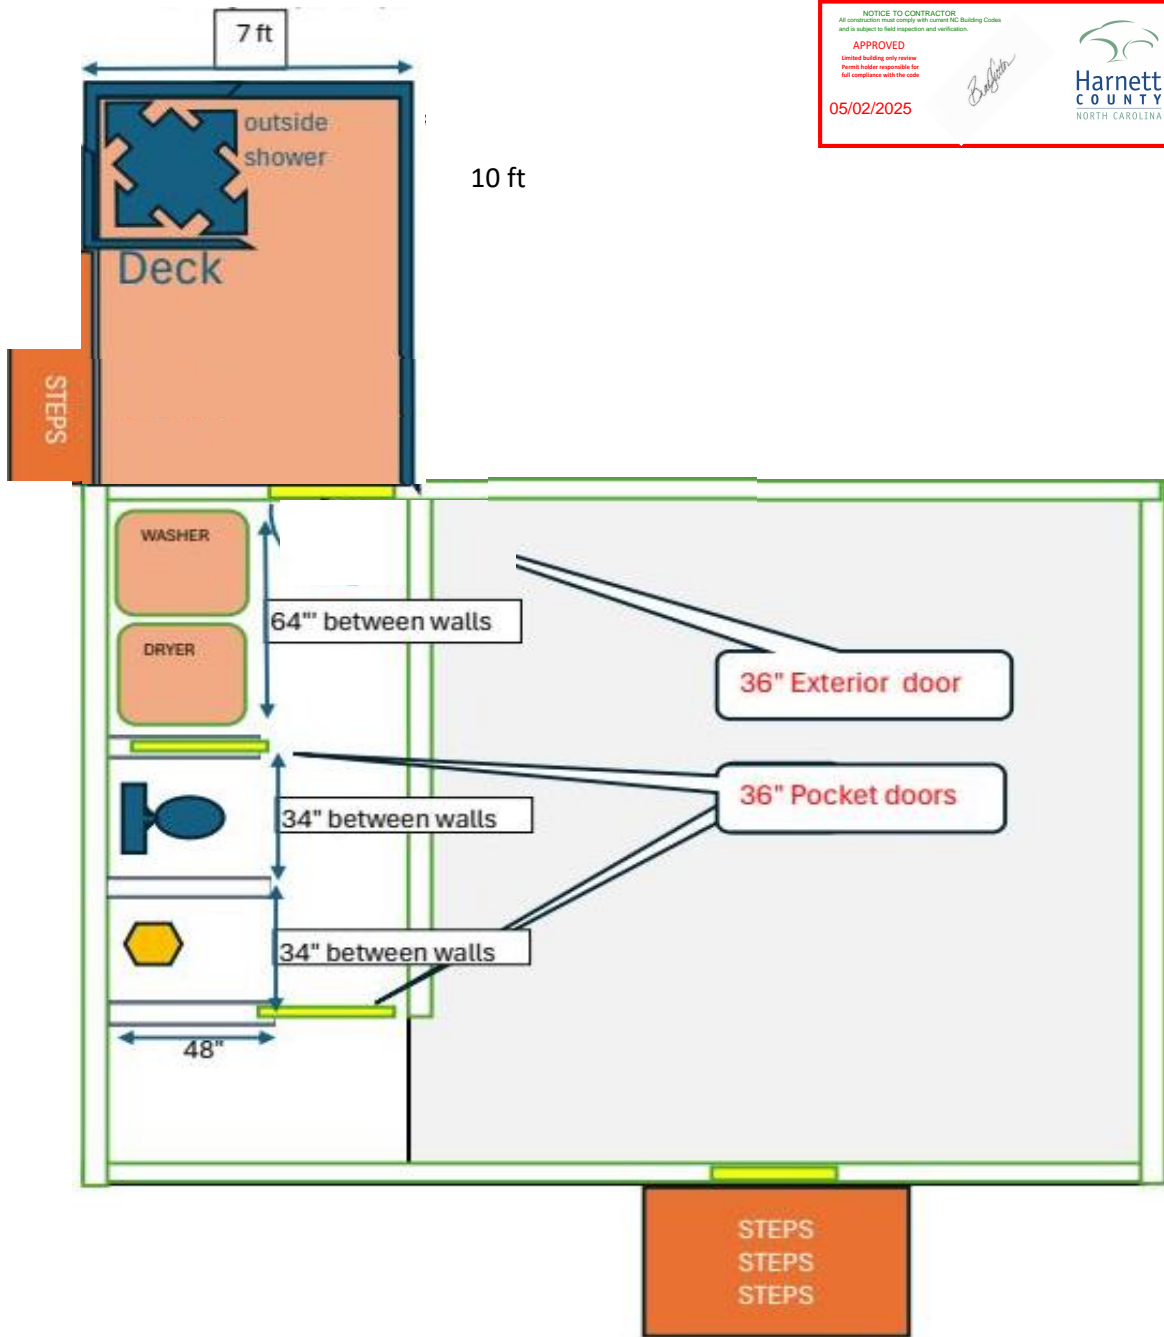 7 ft
NOTICE TO CONTRACTOR
All construction must comply with current NC Building Codes
and is subject to field inspection and verification.
APPROVED
Limited building only review
Permit holder responsible for
full compliance with the code
05/02/2025
Harnett
COUNTY
NORTH CAROLINA
outside
shower
10 ft
Deck
STEPS
WASHER
64"' between walls
DRYER
36" Exterior door
36" Pocket doors
34" between walls
34" between walls
48"
STEPS
STEPS
STEPS